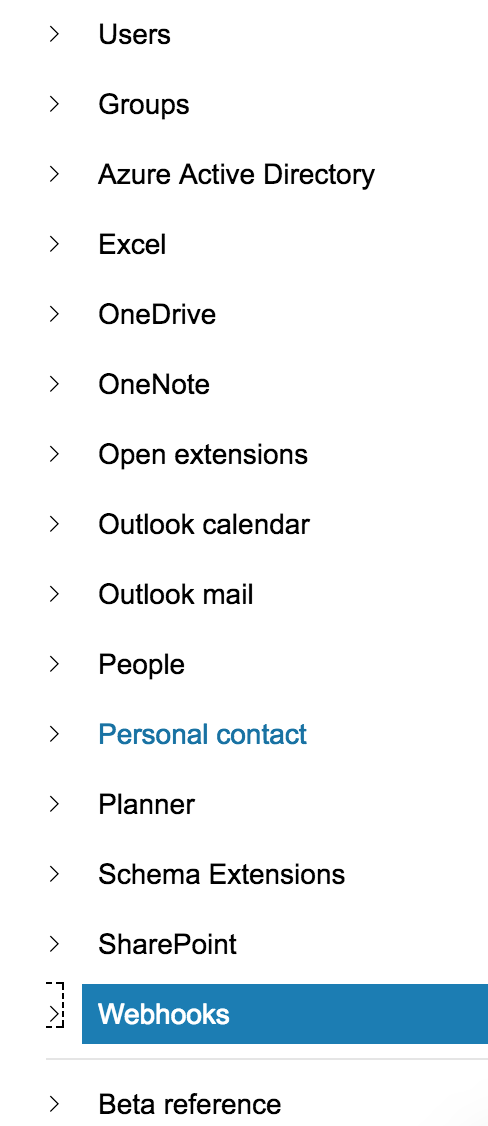 Users
Groups
Azure Active Directory
Excel
OneDrive
OneNote
Open extensions
Outlook calendar
Outlook mail
People
Personal contact
Planner
Schema Extensions
SharePoint
Webhooks
Beta reference